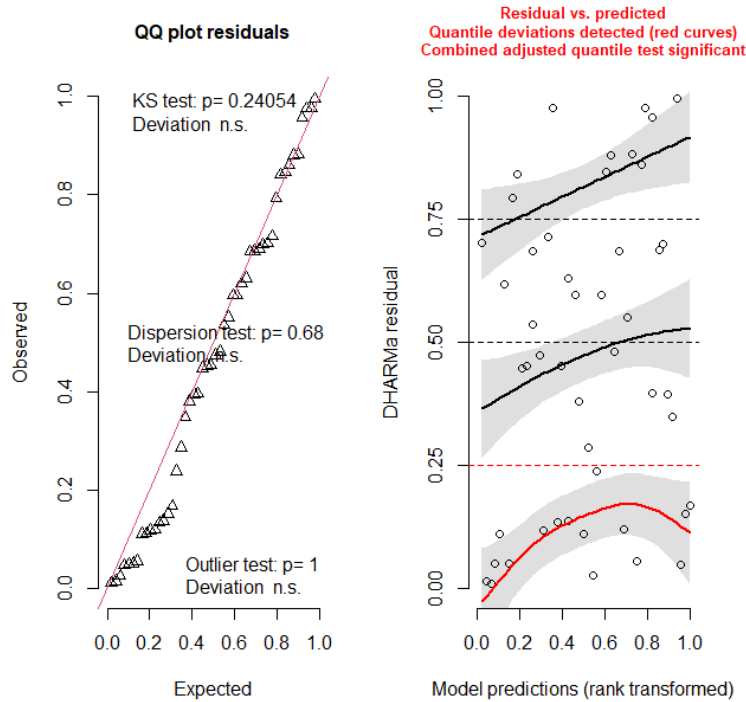 QQ plot residuals
KS test: p= 0.24054
Deviation n.s.
Dispersion test: p= 0.68
Deviation n.s.
Outlier test: p= 1
Deviation n.s.
Observed
0.0
0.2
0.4
0.6
0.8
1.0
0.0
0.2
0.4
0.6
0.8
1.0
Expected
Residual vs. predicted
Quantile deviations detected (red curves)
Combined adjusted quantile test significant
DHARMa residual
0.00
0.25
0.50
0.75
1.00
0.0
0.2
0.4
0.6
0.8
1.0
Model predictions (rank transformed)